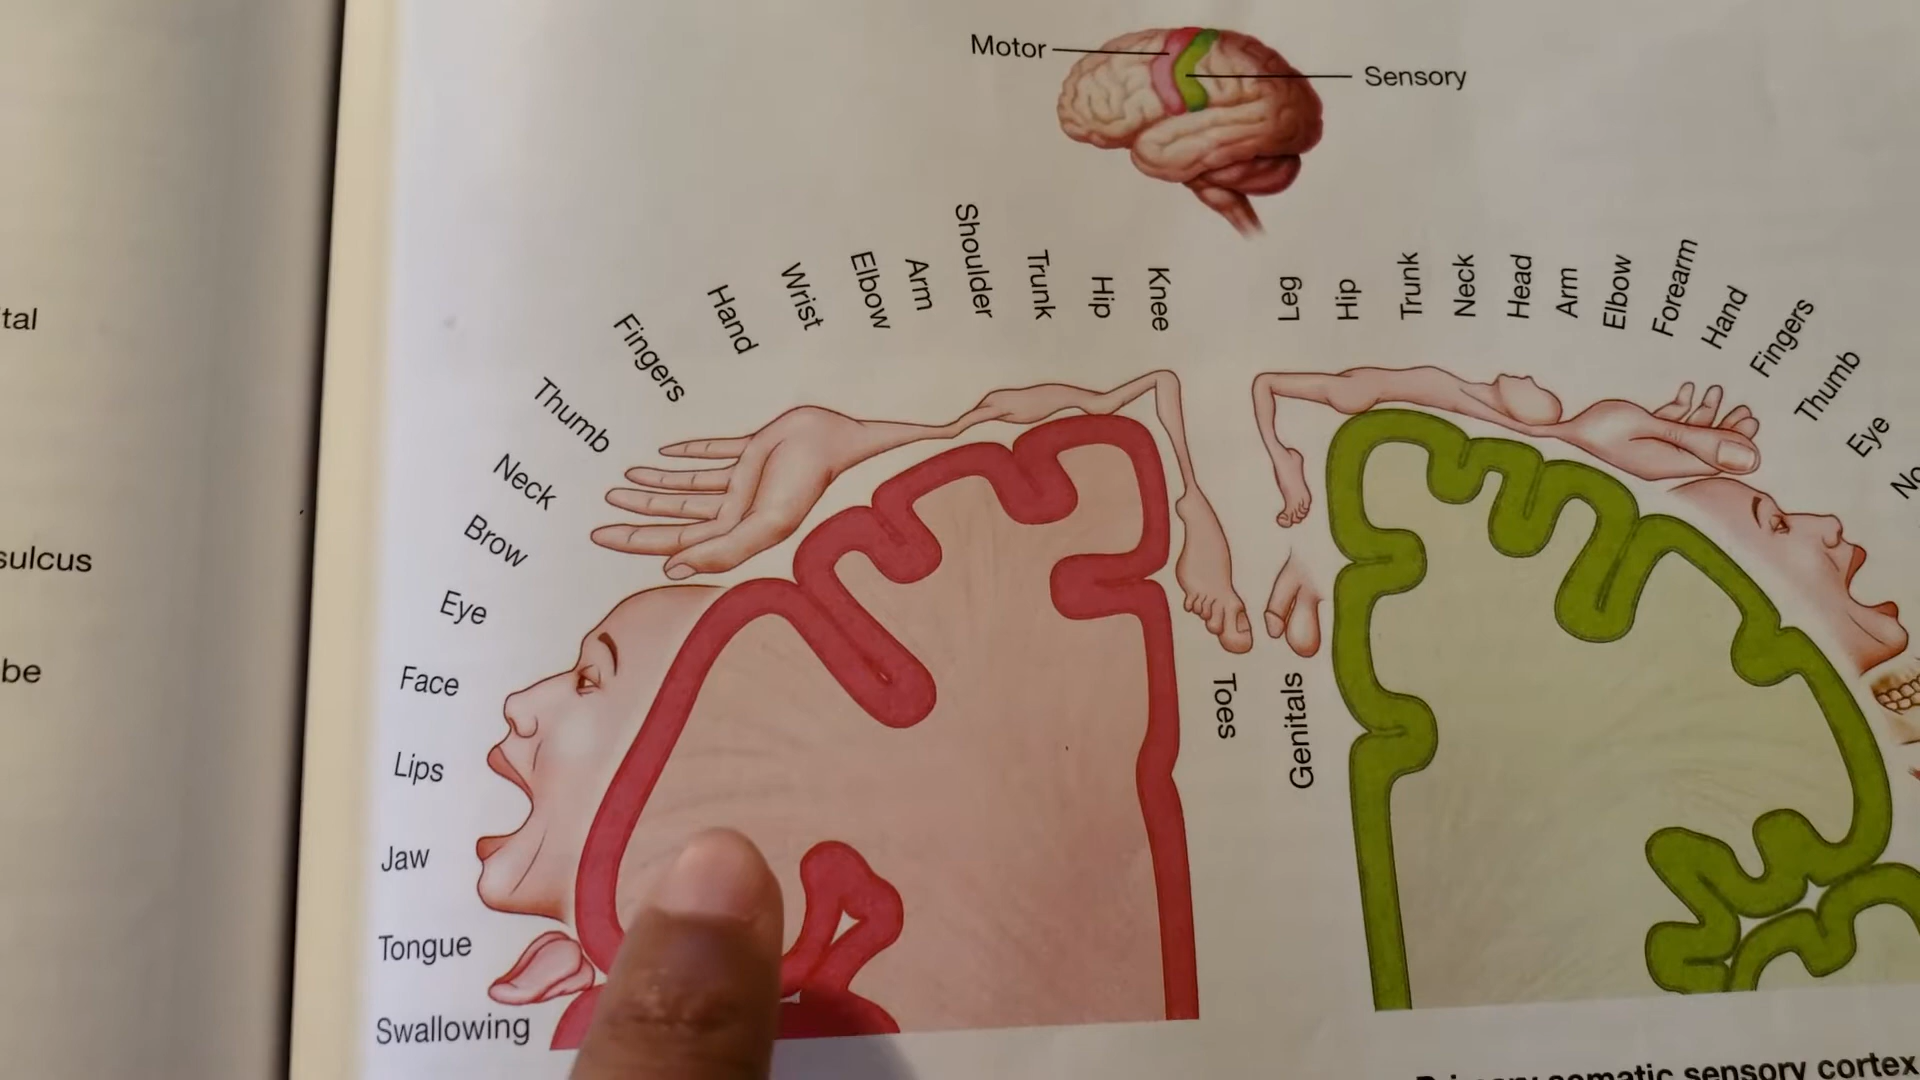 Motor
Sensory
Shoulder
Trunk
Hip
Knee
Arm
Elbow
Wrist
Hand
Fingers
Thumb
Neck
Brow
Eye
Face
Lips
Jaw
Tongue
Swallowing
Toes
Genitals
Leg
Hip
Trunk
Neck
Head
Arm
Elbow
Forearm
Hand
Fingers
Thumb
Eye
No
tal
sulcus
be
Primary somatic sensory cortex